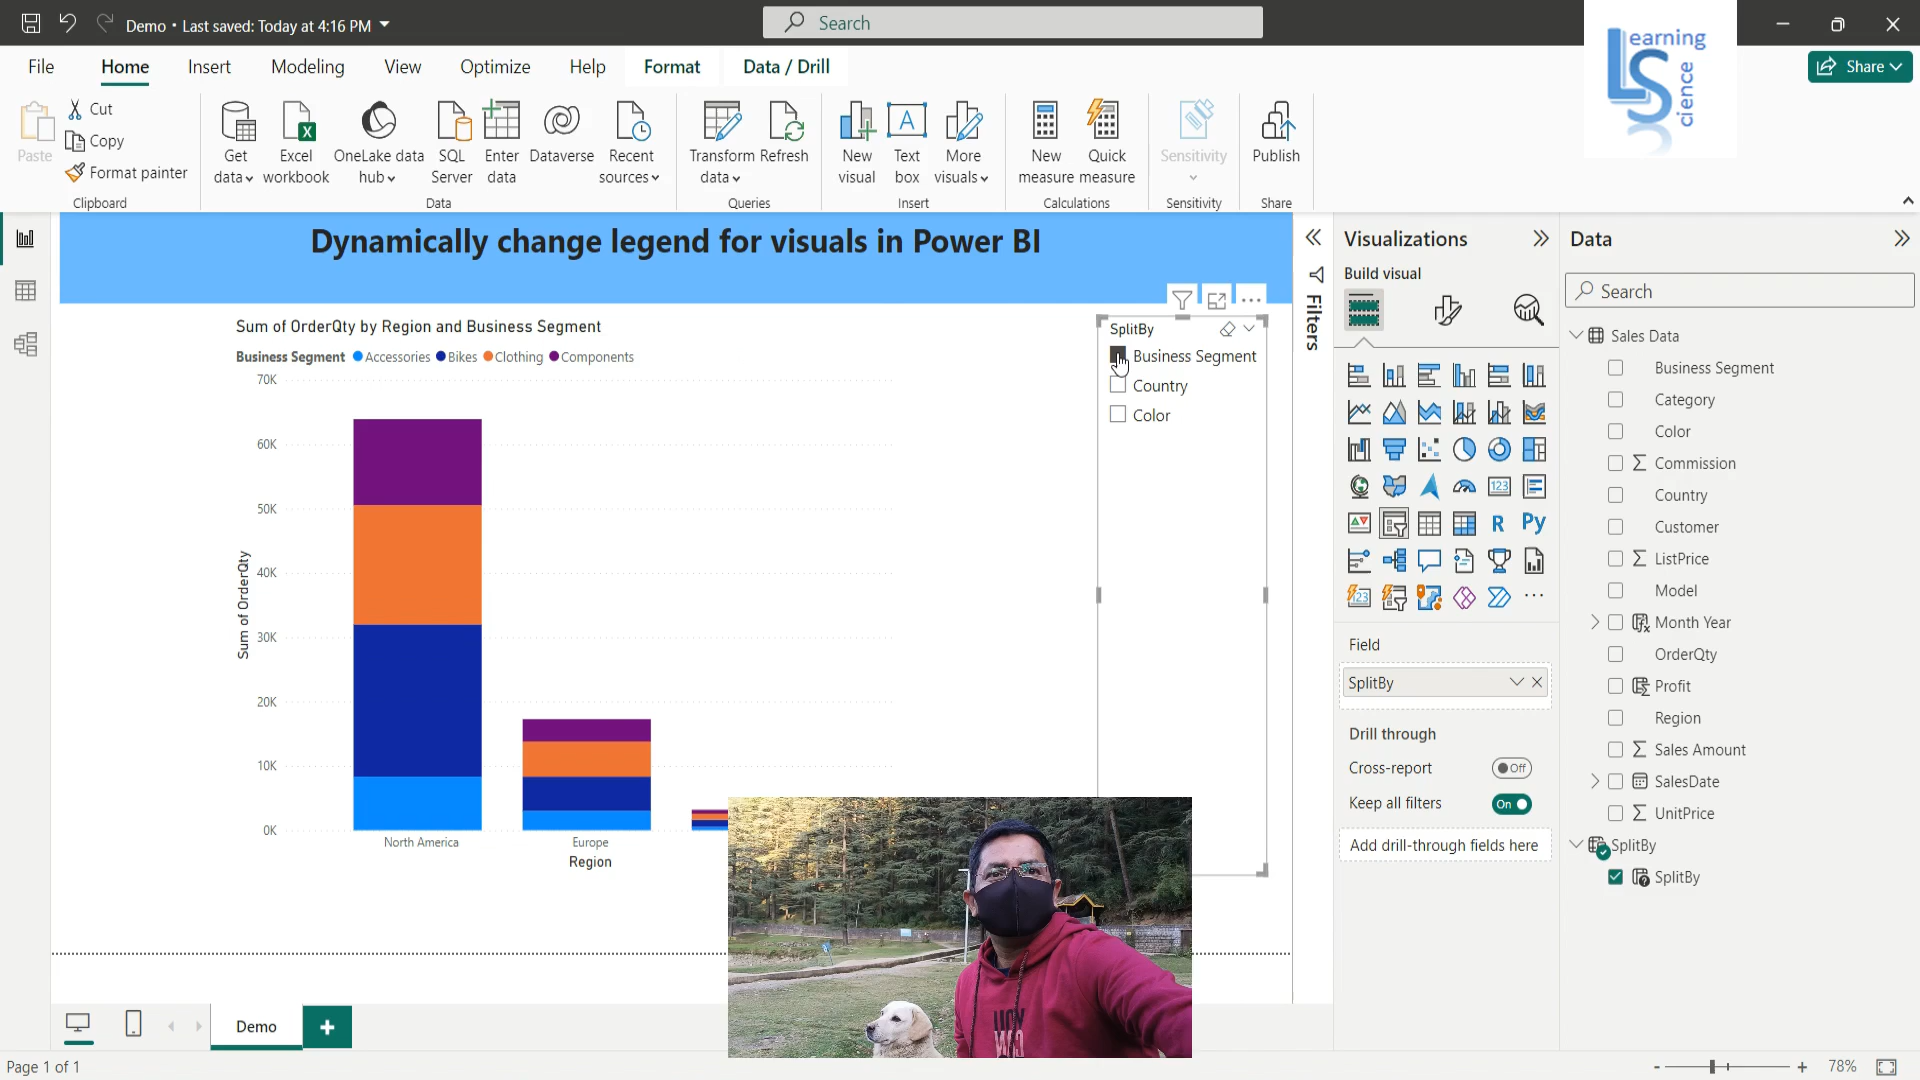 Demo • Last saved: Today at 4:16 PM
Search
Learning Science
File Home Insert Modeling View Optimize Help Format Data / Drill
Share
Paste
Cut
Copy
Format painter
Clipboard
Get data
Excel workbook
OneLake data hub
SQL Server
Enter data
Dataverse
Recent sources
Data
Transform data
Refresh
Queries
New visual
Text box
More visuals
Insert
New measure
Quick measure
Calculations
Sensitivity
Sensitivity
Publish
Share
Dynamically change legend for visuals in Power BI
Sum of OrderQty by Region and Business Segment
Business Segment Accessories Bikes Clothing Components
70K
60K
50K
40K
30K
20K
10K
0K
Sum of OrderQty
North America
Europe
Region
SplitBy
Business Segment
Country
Color
Filters
Visualizations
Build visual
123
R
Py
123
Field
SplitBy
Drill through
Cross-report Off
Keep all filters On
Add drill-through fields here
Data
Search
Sales Data
Business Segment
Category
Color
Σ Commission
Country
Customer
Σ ListPrice
Model
Month Year
OrderQty
Profit
Region
Σ Sales Amount
SalesDate
Σ UnitPrice
SplitBy
SplitBy
Demo
Page 1 of 1
- + 78%